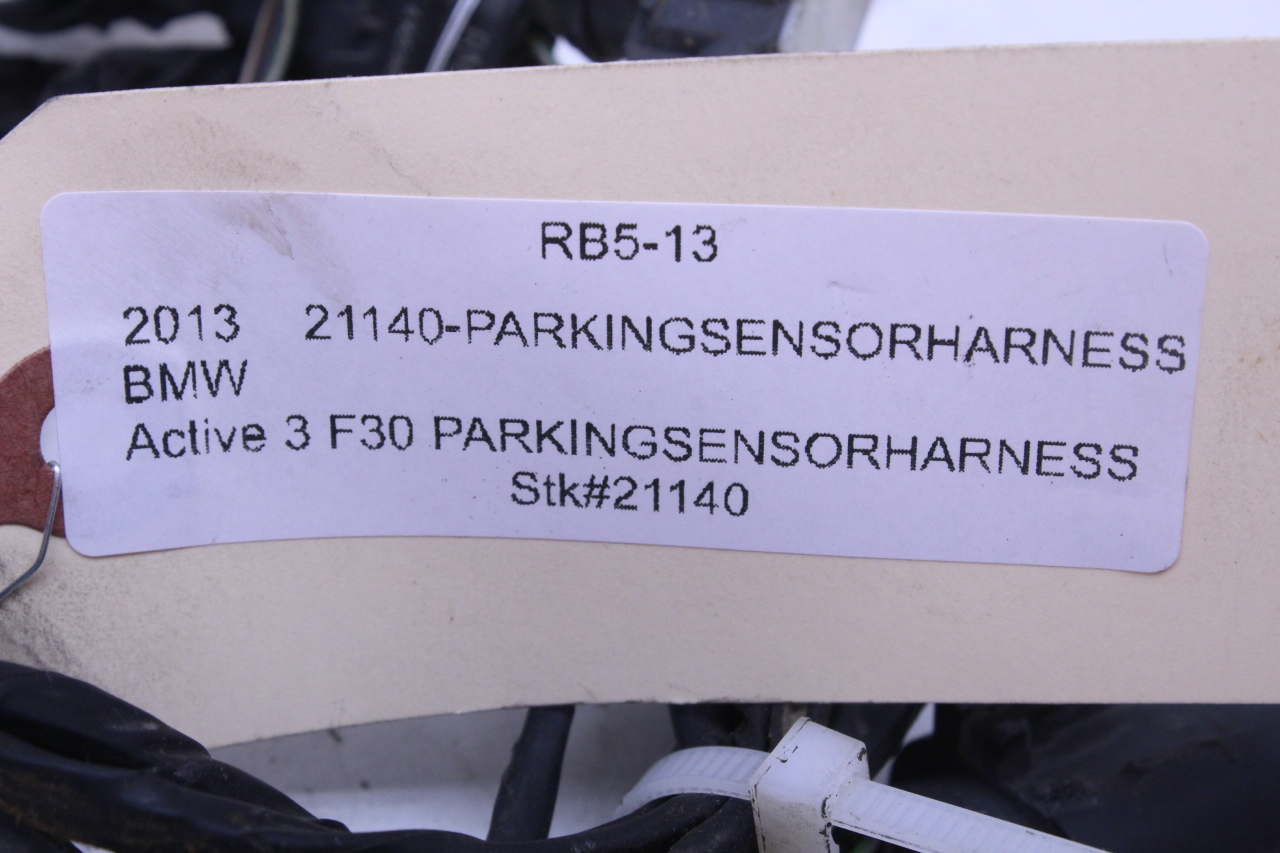 RB5-13
2013 21140-PARKINGSENSORHARNESS
BMW
Active 3 F30 PARKINGSENSORHARNESS
Stk#21140